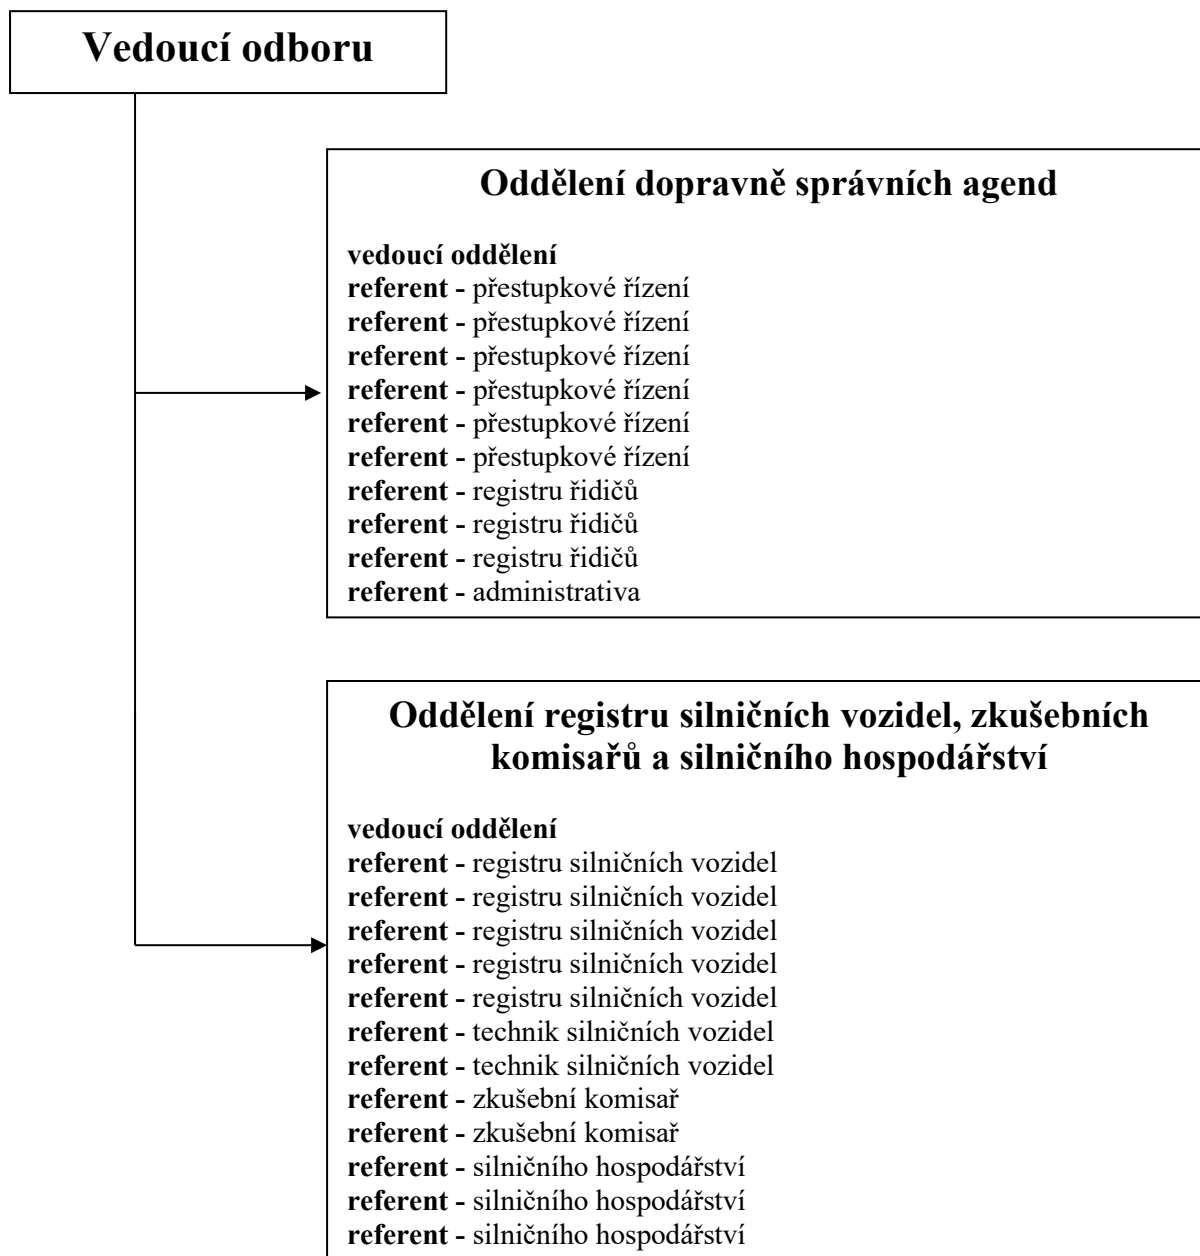 Vedoucí odboru
Oddělení dopravně správních agend
vedoucí oddělení
referent - přestupkové řízení
referent - přestupkové řízení
referent - přestupkové řízení
referent - přestupkové řízení
referent - přestupkové řízení
referent - přestupkové řízení
referent - registru řidičů
referent - registru řidičů
referent - registru řidičů
referent - administrativa
Oddělení registru silničních vozidel, zkušebních
komisařů a silničního hospodářství
vedoucí oddělení
referent - registru silničních vozidel
referent - registru silničních vozidel
referent - registru silničních vozidel
referent - registru silničních vozidel
referent - registru silničních vozidel
referent - technik silničních vozidel
referent - technik silničních vozidel
referent - zkušební komisař
referent - zkušební komisař
referent - silničního hospodářství
referent - silničního hospodářství
referent - silničního hospodářství